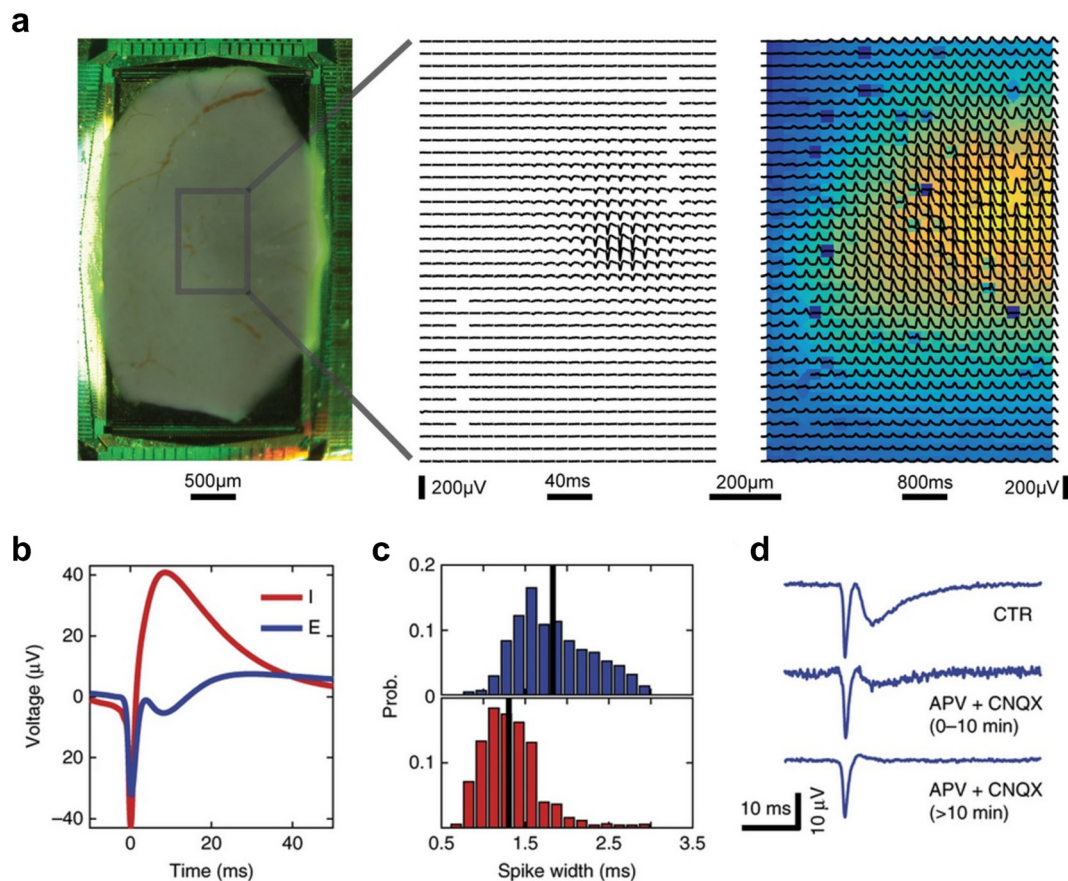 a
500µm
200µV
40ms
200µm
800ms
200µV
b
40
20
0
20
–40
Voltage (µV)
I
E
0
20
40
Time (ms)
c
0.2
0.1
0
0.1
0
Prob.
0.5
1.5
2.5
3.5
Spike width (ms)
d
CTR
APV + CNQX
(0–10 min)
APV + CNQX
(>10 min)
10 ms
10 µV